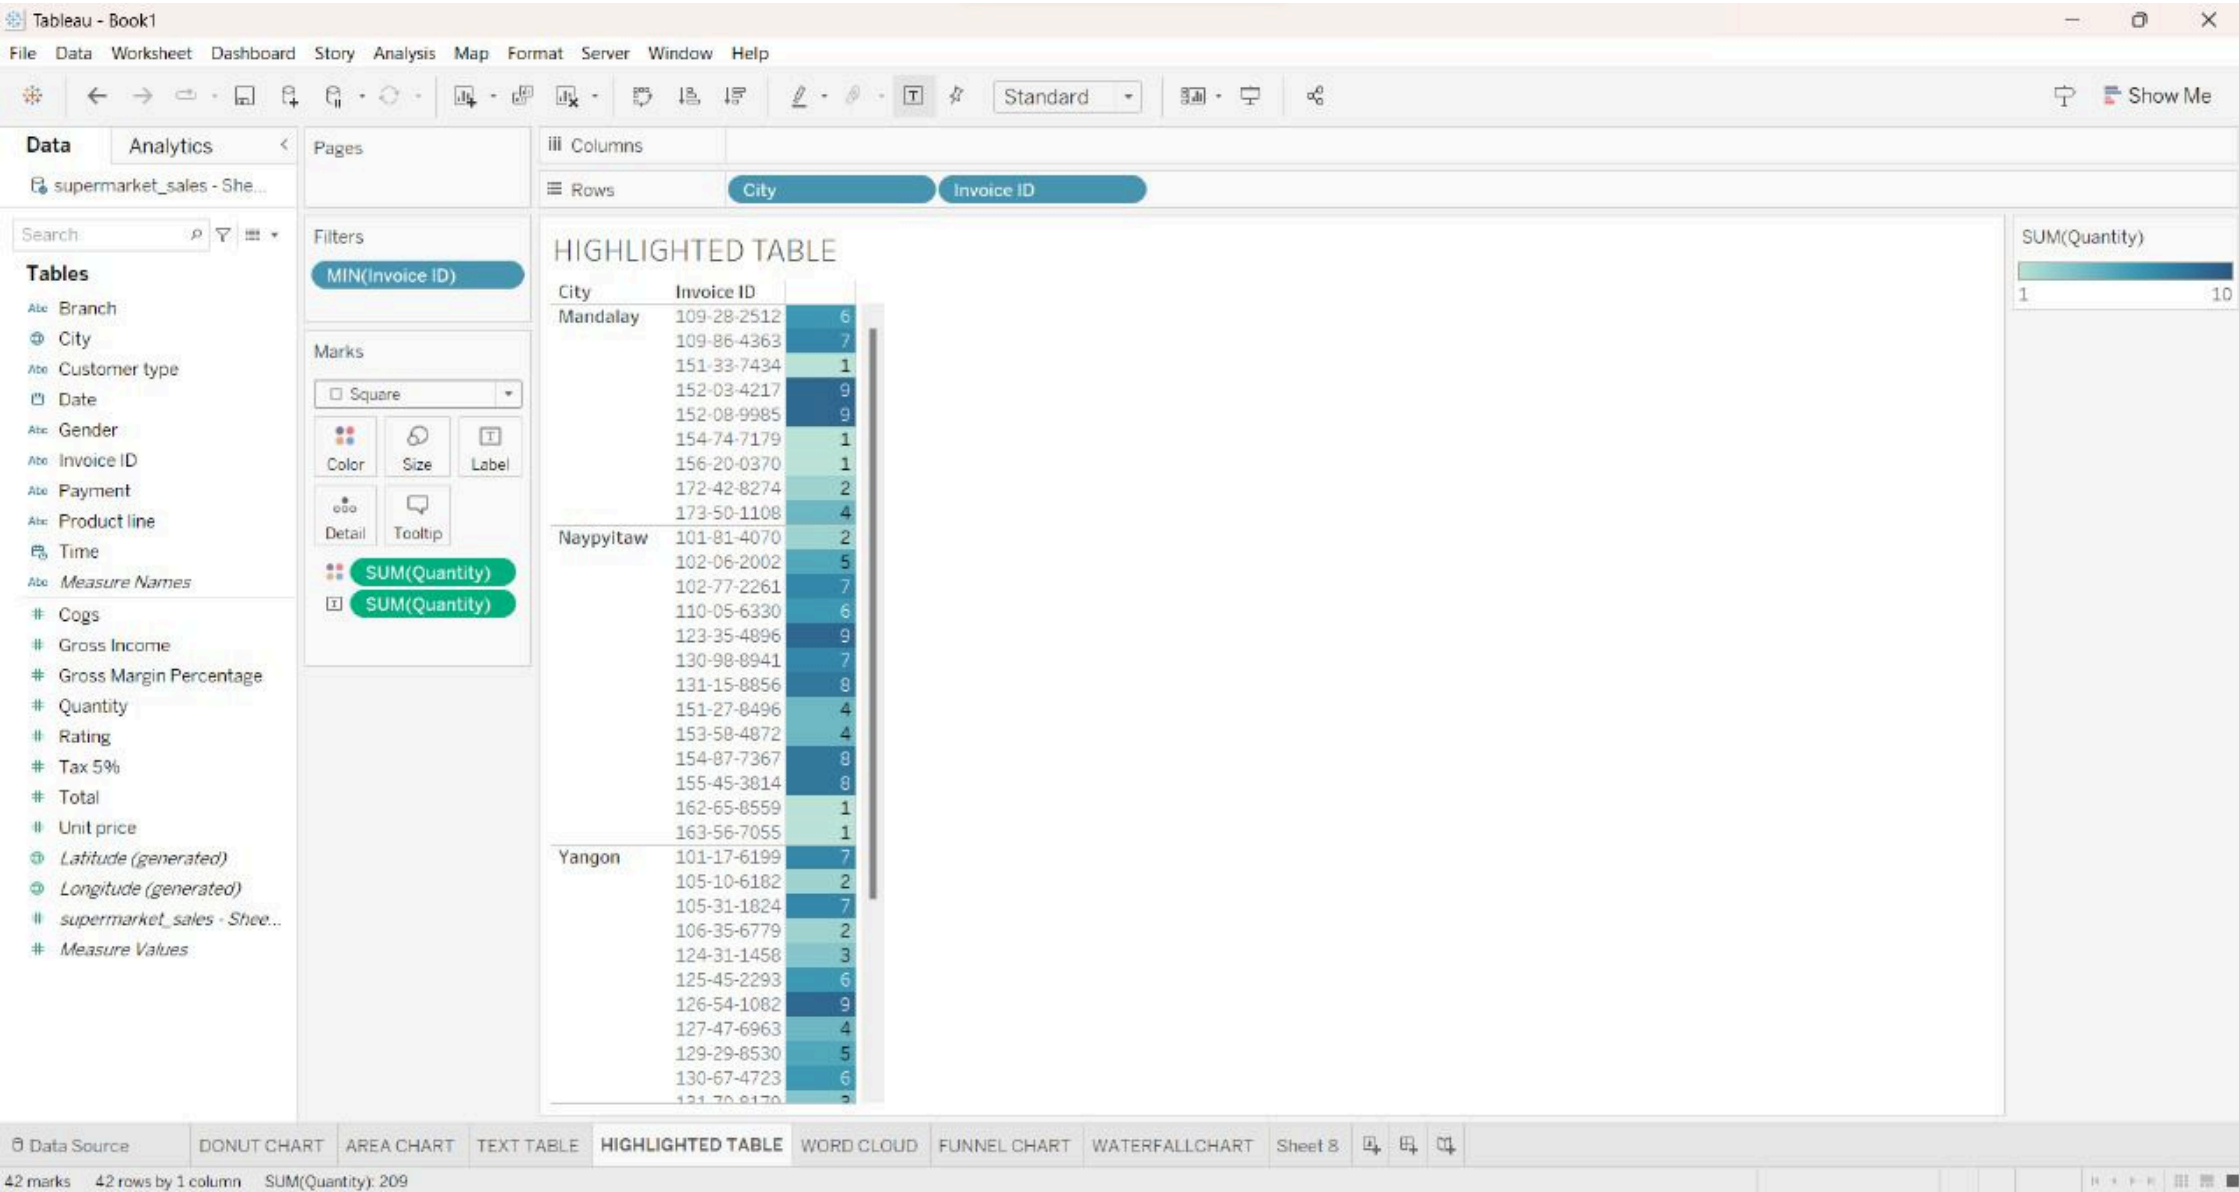 Tableau - Book1
File Data Worksheet Dashboard Story Analysis Map Format Server Window Help
Standard
Show Me
Data Analytics
supermarket_sales - She...
Search
Tables
Abc Branch
City
Abc Customer type
Date
Abc Gender
Abc Invoice ID
Abc Payment
Abc Product line
Time
Abc Measure Names
# Cogs
# Gross Income
# Gross Margin Percentage
# Quantity
# Rating
# Tax 5%
# Total
# Unit price
Latitude (generated)
Longitude (generated)
# supermarket_sales - Shee...
# Measure Values
Pages
Filters
MIN(Invoice ID)
Marks
Square
Color Size Label
Detail Tooltip
SUM(Quantity)
SUM(Quantity)
Columns
Rows City Invoice ID
HIGHLIGHTED TABLE
City Invoice ID
Mandalay 109-28-2512 6
109-86-4363 7
151-33-7434 1
152-03-4217 9
152-08-9985 9
154-74-7179 1
156-20-0370 1
172-42-8274 2
173-50-1108 4
Naypyitaw 101-81-4070 2
102-06-2002 5
102-77-2261 7
110-05-6330 6
123-35-4896 9
130-98-8941 7
131-15-8856 8
151-27-8496 4
153-58-4872 4
154-87-7367 8
155-45-3814 8
162-65-8559 1
163-56-7055 1
Yangon 101-17-6199 7
105-10-6182 2
105-31-1824 7
106-35-6779 2
124-31-1458 3
125-45-2293 6
126-54-1082 9
127-47-6963 4
129-29-8530 5
130-67-4723 6
SUM(Quantity)
1 10
Data Source DONUT CHART AREA CHART TEXT TABLE HIGHLIGHTED TABLE WORD CLOUD FUNNEL CHART WATERFALLCHART Sheet 8
42 marks 42 rows by 1 column SUM(Quantity): 209